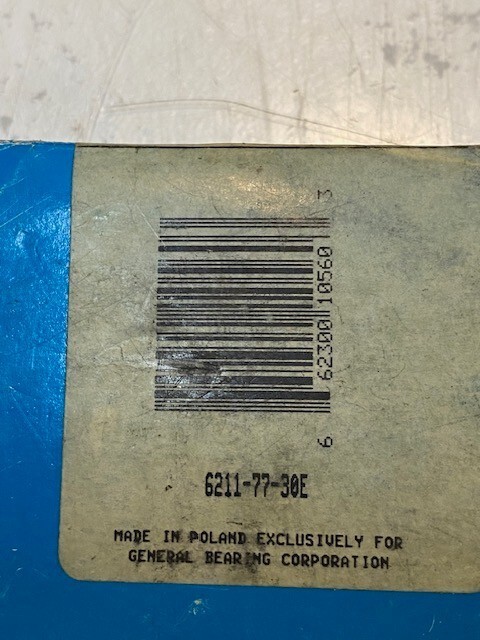 6 62300 10560 3
6211-77-30E
MADE IN POLAND EXCLUSIVELY FOR
GENERAL BEARING CORPORATION